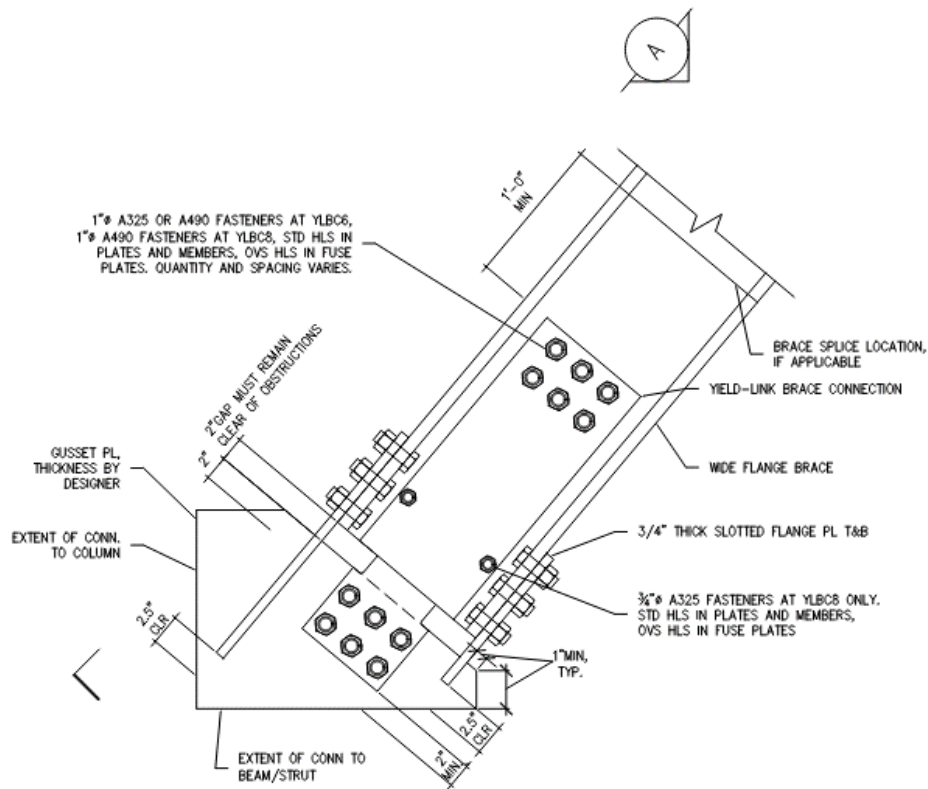 A
1'-0"
MIN
1"ø A325 OR A490 FASTENERS AT YLBC6,
1"ø A490 FASTENERS AT YLBC8, STD HLS IN
PLATES AND MEMBERS, OVS HLS IN FUSE
PLATES. QUANTITY AND SPACING VARIES.
2"
2"GAP MUST REMAIN
CLEAR OF OBSTRUCTIONS
BRACE SPLICE LOCATION,
IF APPLICABLE
YIELD-LINK BRACE CONNECTION
GUSSET PL,
THICKNESS BY
DESIGNER
WIDE FLANGE BRACE
EXTENT OF CONN.
TO COLUMN
3/4" THICK SLOTTED FLANGE PL T&B
¾"ø A325 FASTENERS AT YLBC8 ONLY.
STD HLS IN PLATES AND MEMBERS,
OVS HLS IN FUSE PLATES
2.5"
CLR
1"MIN,
TYP.
2.5"
CLR
2"
MIN.
EXTENT OF CONN TO
BEAM/STRUT